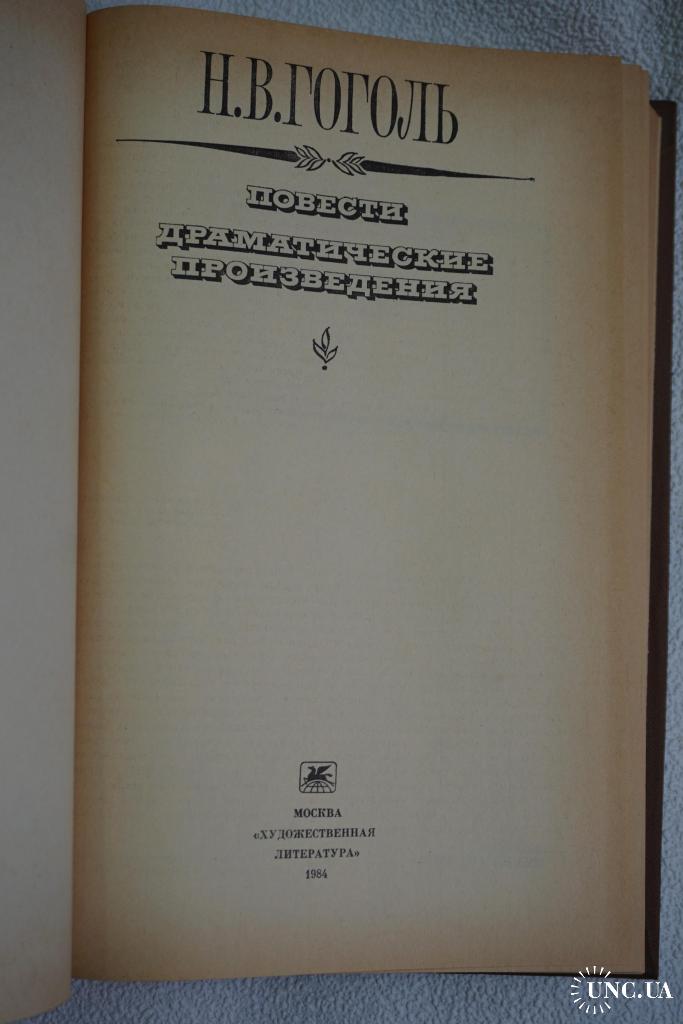 Н.В.ГОГОЛЬ
ПОВЕСТИ
ДРАМАТИЧЕСКИЕ
ПРОИЗВЕДЕНИЯ
МОСКВА
«ХУДОЖЕСТВЕННАЯ
ЛИТЕРАТУРА»
1984
UNC.UA